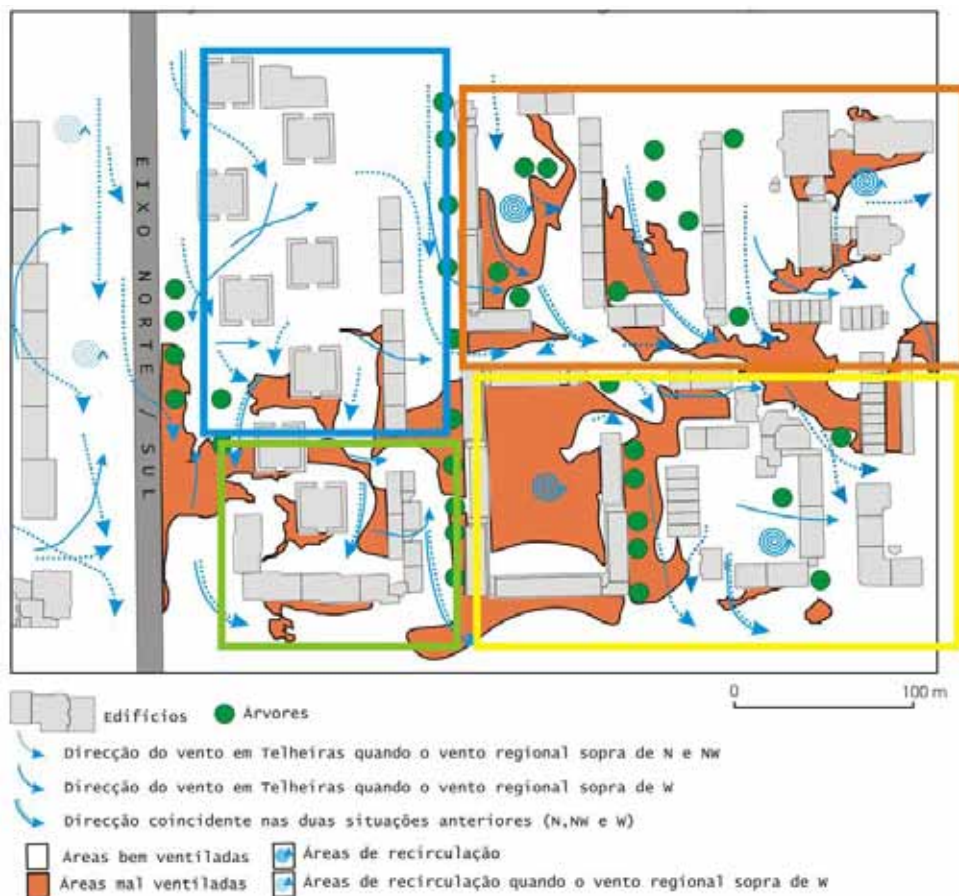 EIXO NORTE / SUL
0 100 m
Edifícios
Árvores
Direcção do vento em Telheiras quando o vento regional sopra de N e NW
Direcção do vento em Telheiras quando o vento regional sopra de W
Direcção coincidente nas duas situações anteriores (N,NW e W)
Áreas bem ventiladas
Áreas de recirculação
Áreas mal ventiladas
Áreas de recirculação quando o vento regional sopra de W